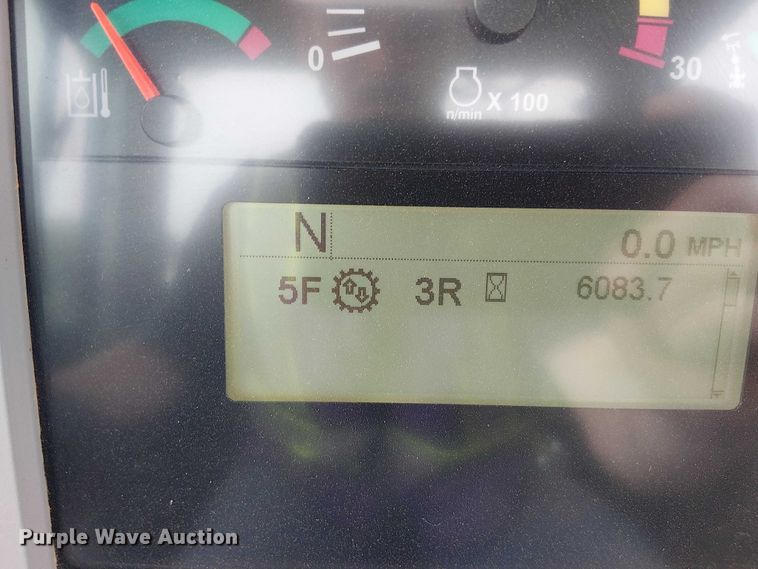 0
30
X 100
n/min
N
0.0 MPH
5F 3R 6083.7
Purple Wave Auction